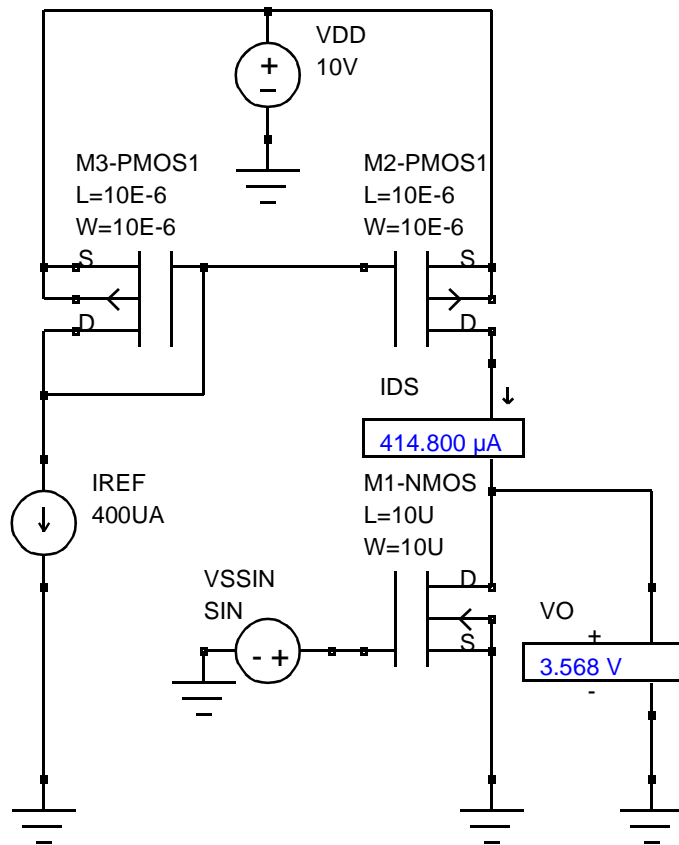 VDD
10V
+
−
M3-PMOS1
L=10E-6
W=10E-6
M2-PMOS1
L=10E-6
W=10E-6
S
D
S
D
IDS
414.800 µA
IREF
400UA
M1-NMOS
L=10U
W=10U
VSSIN
SIN
- +
D
S
VO
+
3.568 V
-